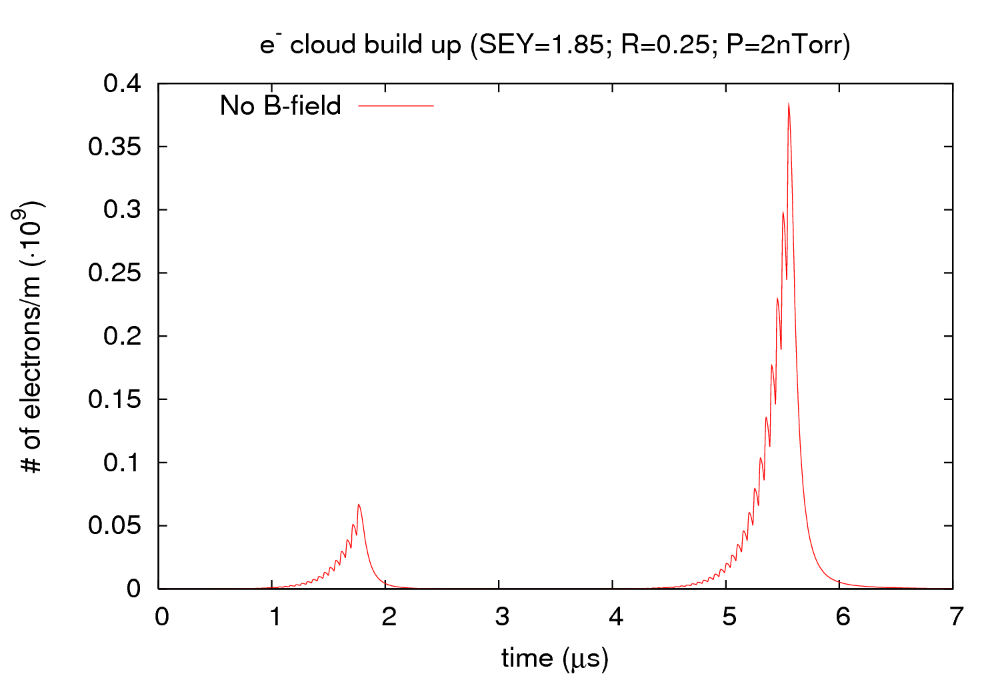 e⁻ cloud build up (SEY=1.85; R=0.25; P=2nTorr)
No B-field
0.4
0.35
0.3
0.25
0.2
0.15
0.1
0.05
0
# of electrons/m (·10⁹)
0 1 2 3 4 5 6 7
time (μs)